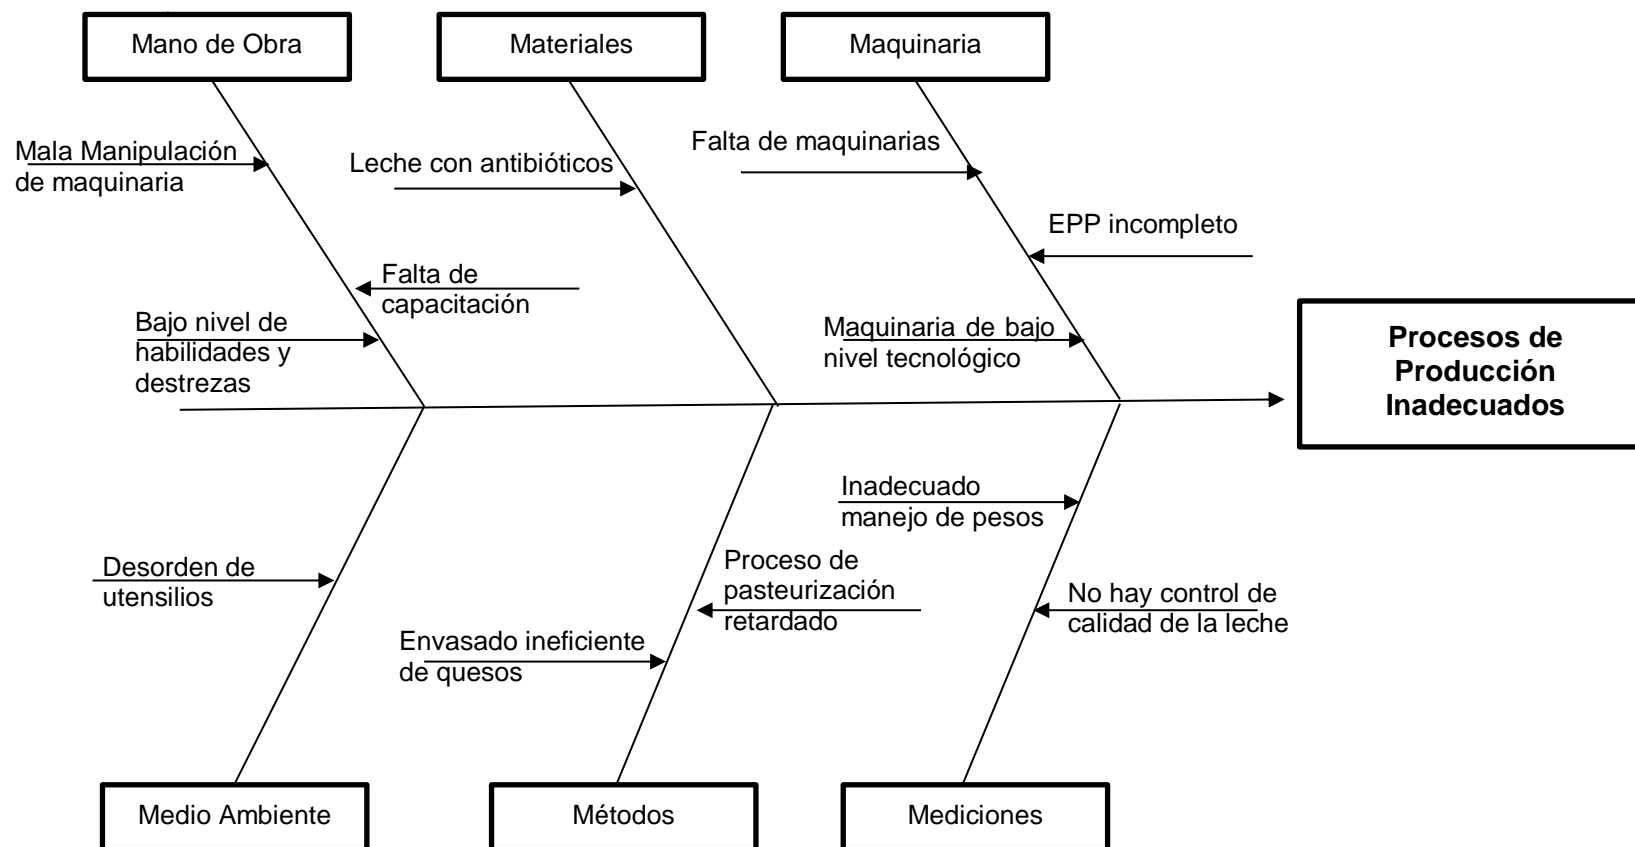 Mano de Obra
Materiales
Maquinaria
Mala Manipulación
de maquinaria
Leche con antibióticos
Falta de maquinarias
EPP incompleto
Falta de
capacitación
Bajo nivel de
habilidades y
destrezas
Maquinaria de bajo
nivel tecnológico
Procesos de
Producción
Inadecuados
Inadecuado
manejo de pesos
Desorden de
utensilios
Proceso de
pasteurización
retardado
No hay control de
calidad de la leche
Envasado ineficiente
de quesos
Medio Ambiente
Métodos
Mediciones